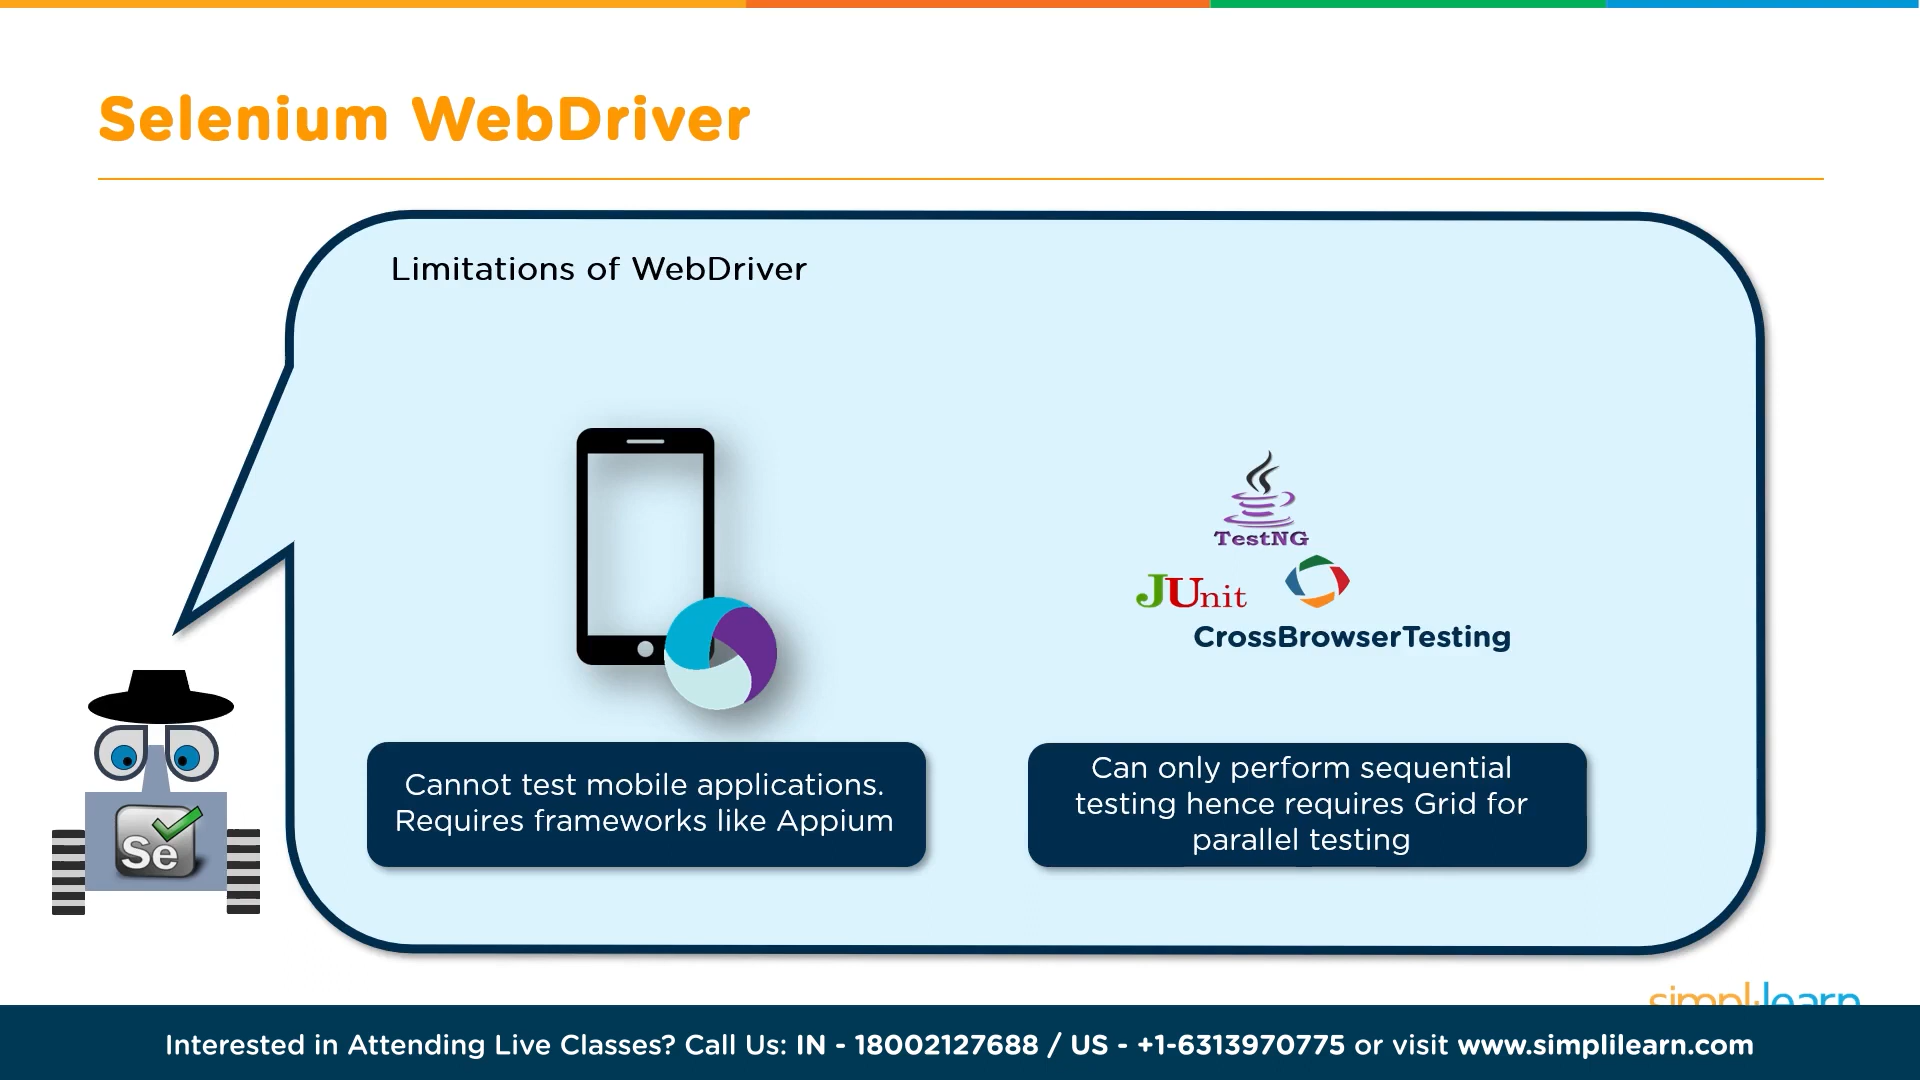 Selenium WebDriver
Limitations of WebDriver
TestNG
JUnit
CrossBrowserTesting
Cannot test mobile applications.
Requires frameworks like Appium
Can only perform sequential
testing hence requires Grid for
parallel testing
Se
simplilearn
Interested in Attending Live Classes? Call Us: IN - 18002127688 / US - +1-6313970775 or visit www.simplilearn.com